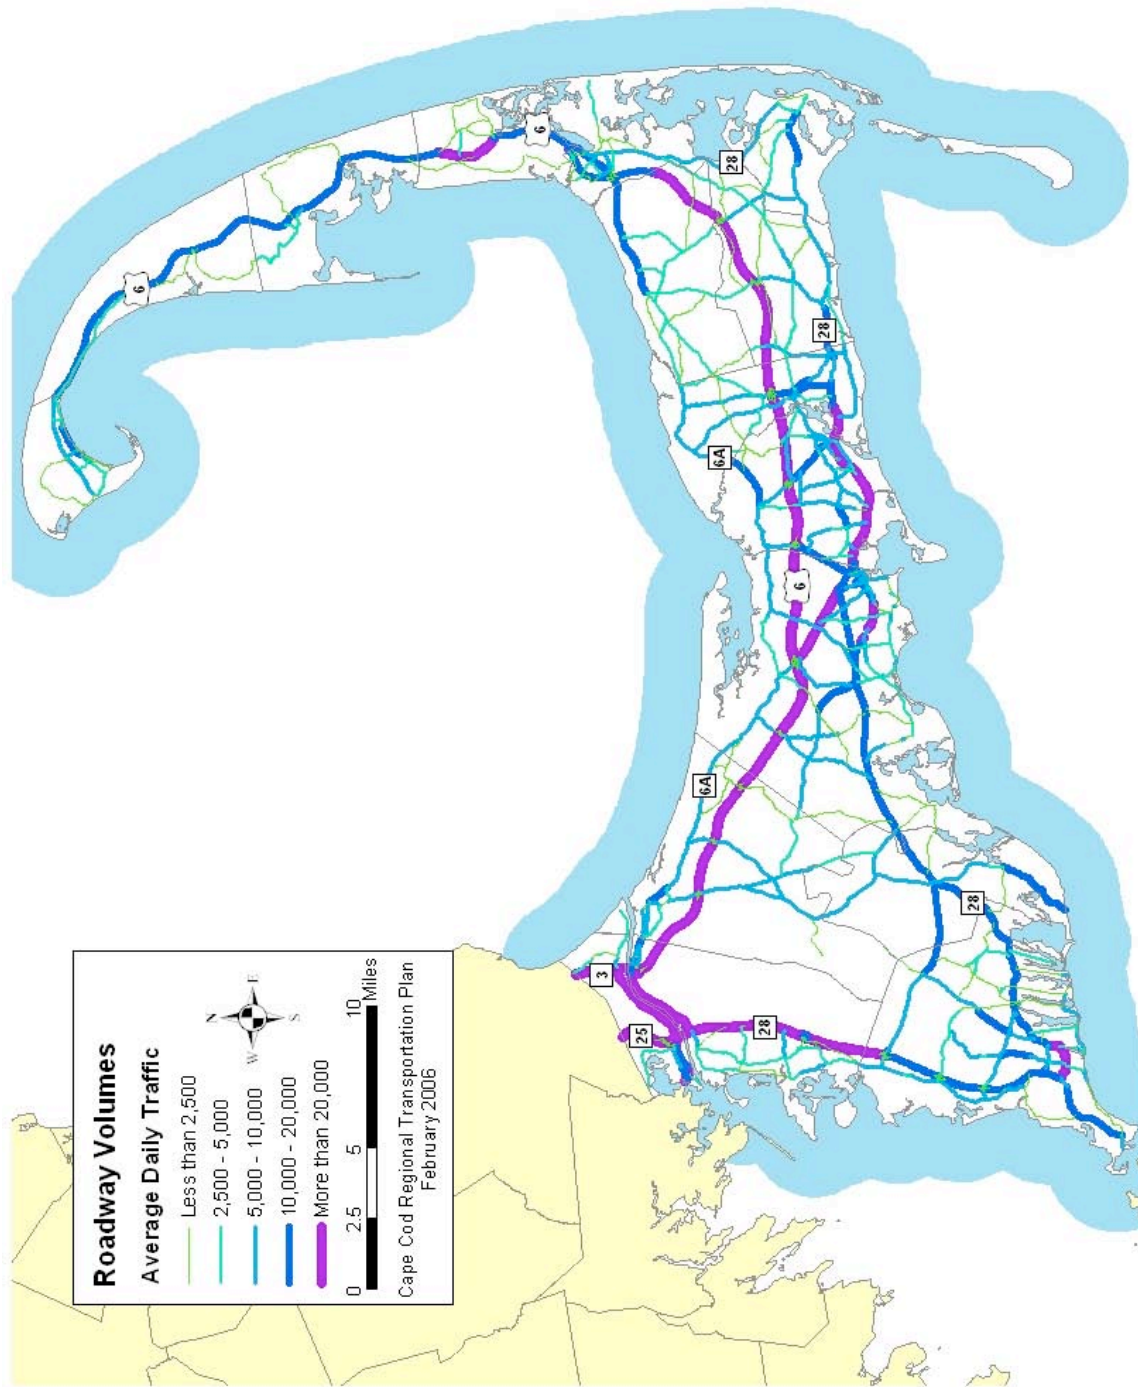 Roadway Volumes
Average Daily Traffic
Less than 2,500
2,500 - 5,000
5,000 - 10,000
10,000 - 20,000
More than 20,000
N
W
E
S
0
2.5
5
10
Miles
Cape Cod Regional Transportation Plan
February 2006
25
3
28
28
6A
6
6A
28
28
6
6